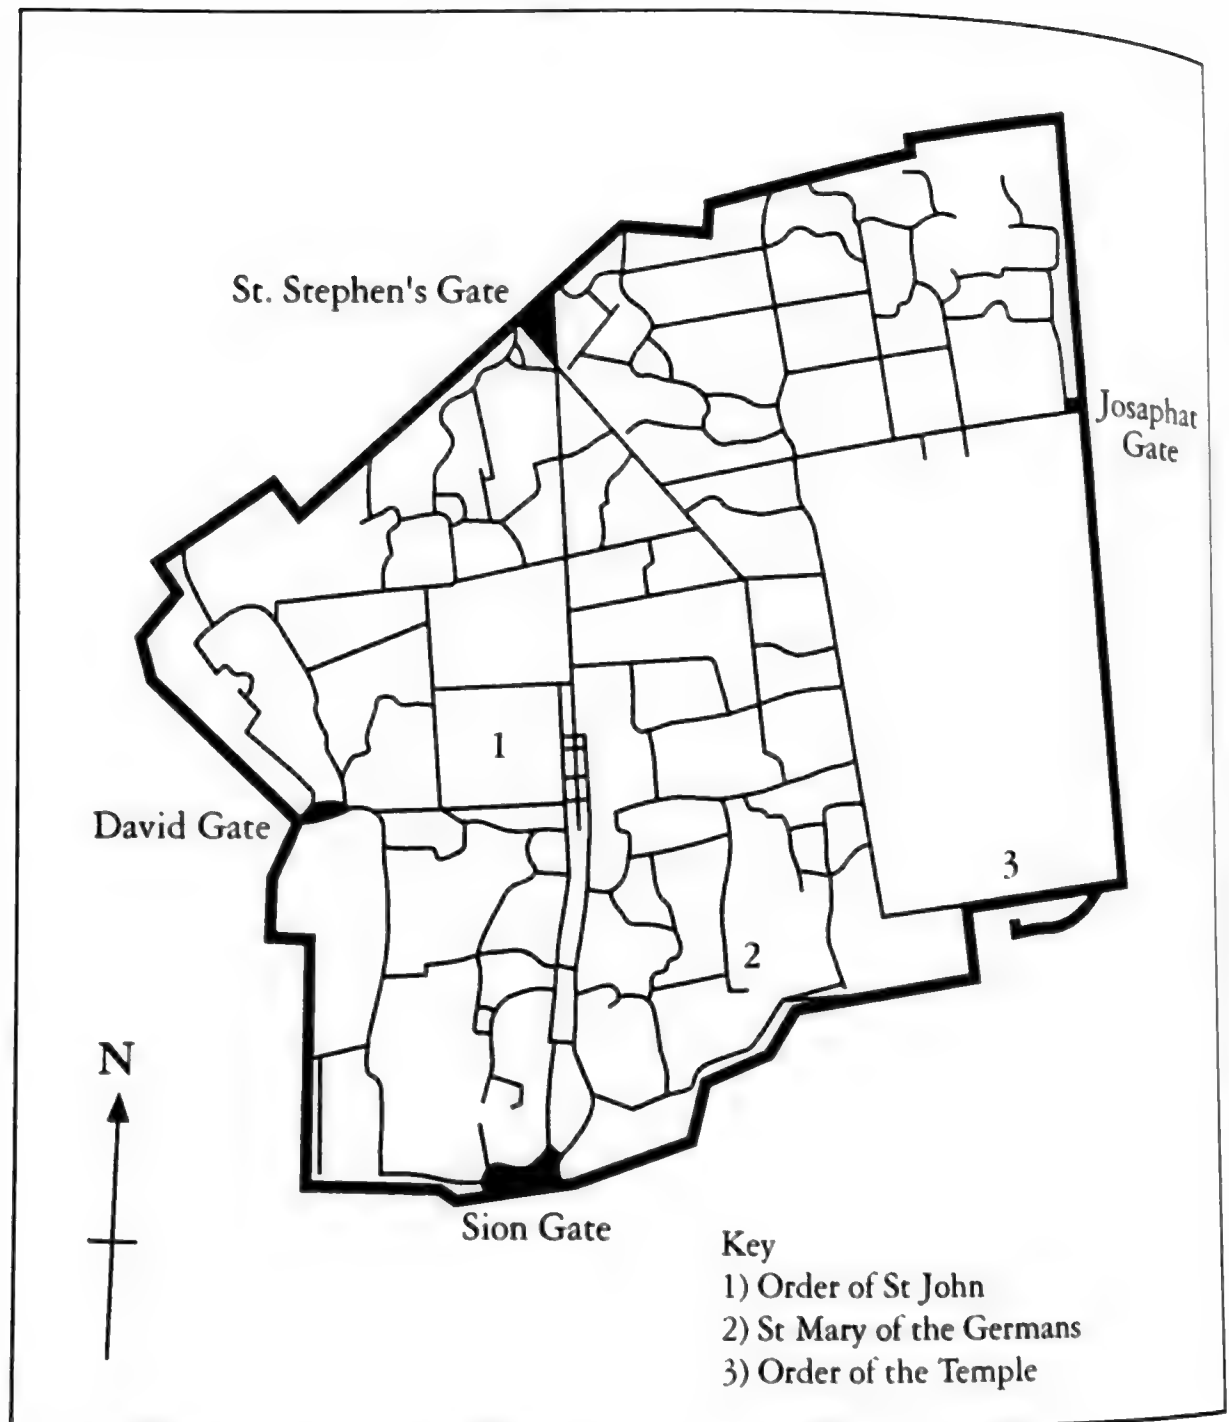 St. Stephen's Gate
Josaphat
Gate
1
David Gate
3
2
N
Sion Gate
Key
1) Order of St John
2) St Mary of the Germans
3) Order of the Temple